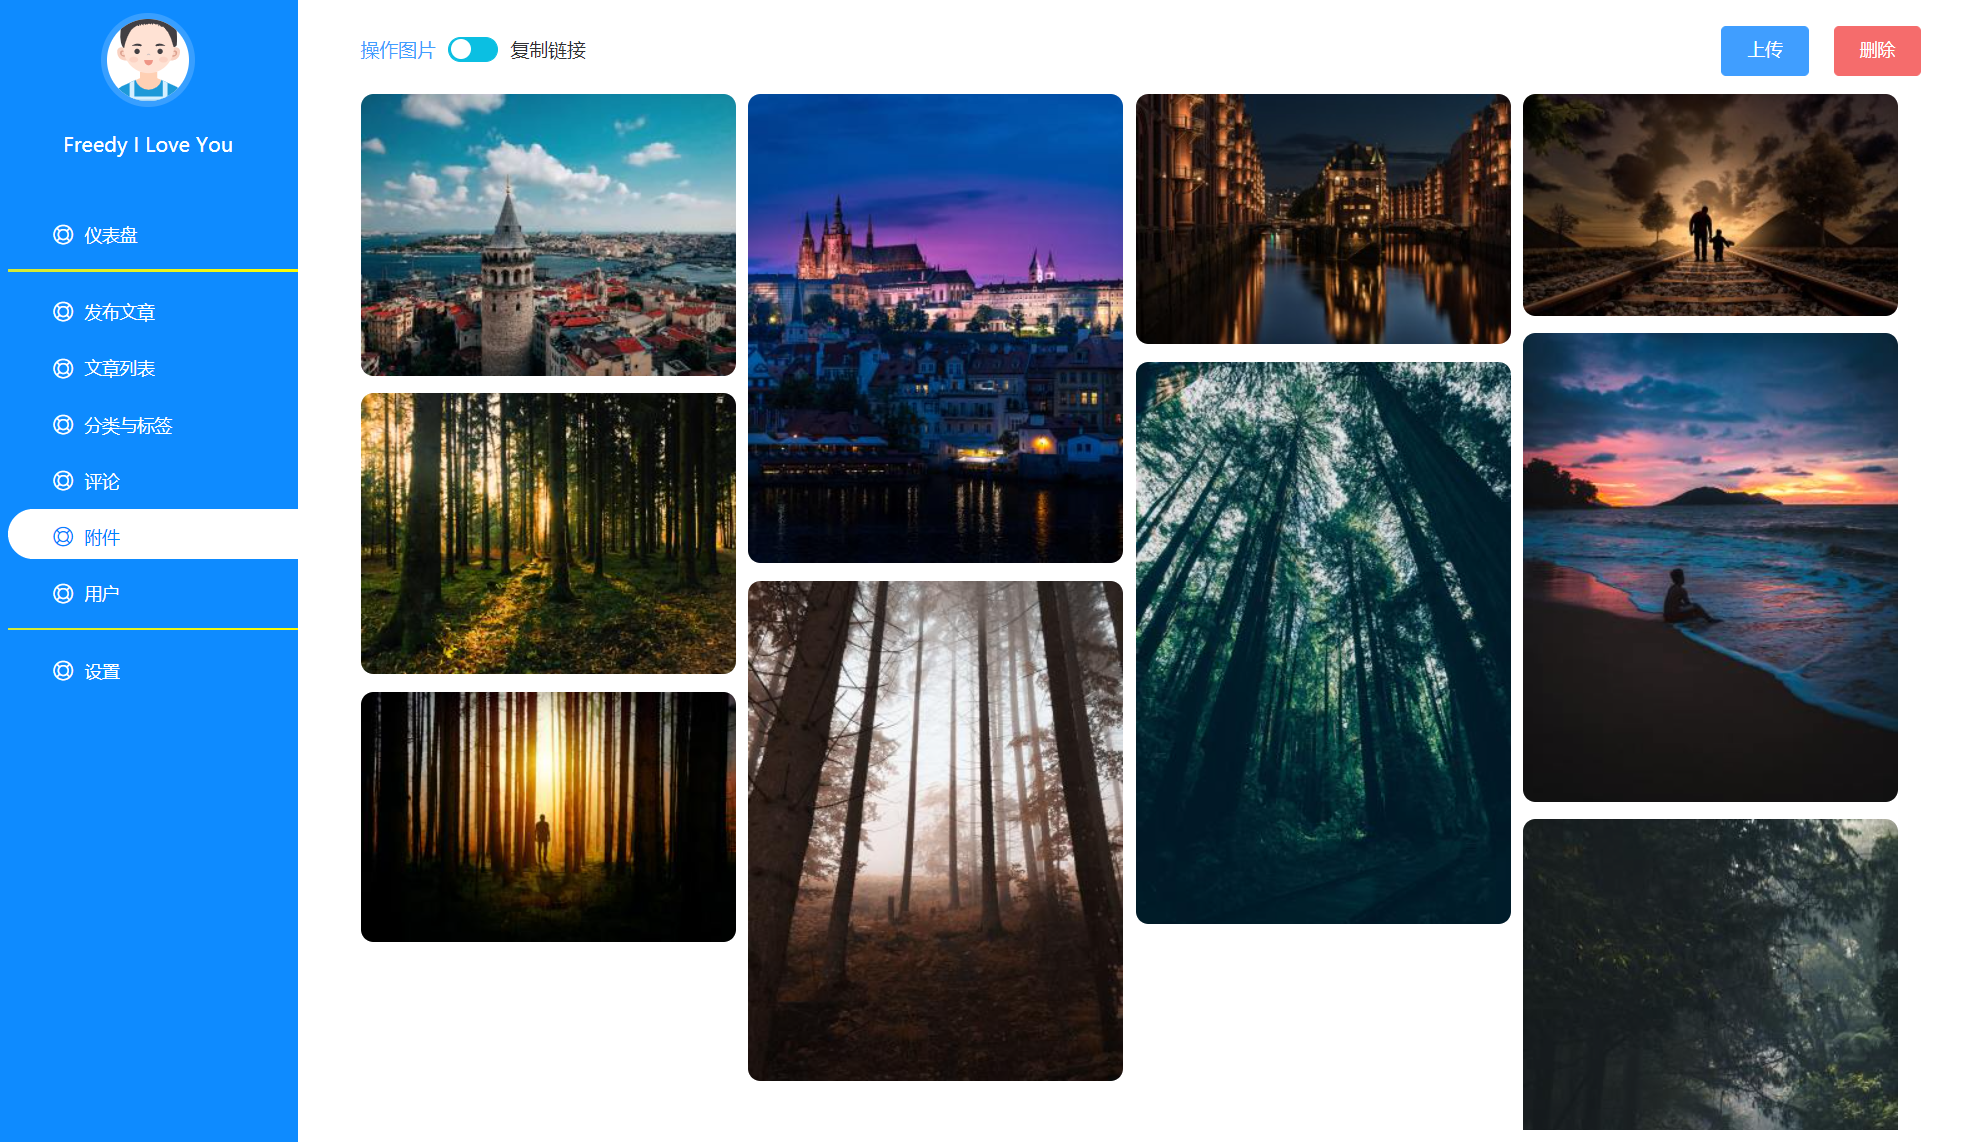 Freedy I Love You
仪表盘
发布文章
文章列表
分类与标签
评论
附件
用户
设置
操作图片 复制链接
上传 删除